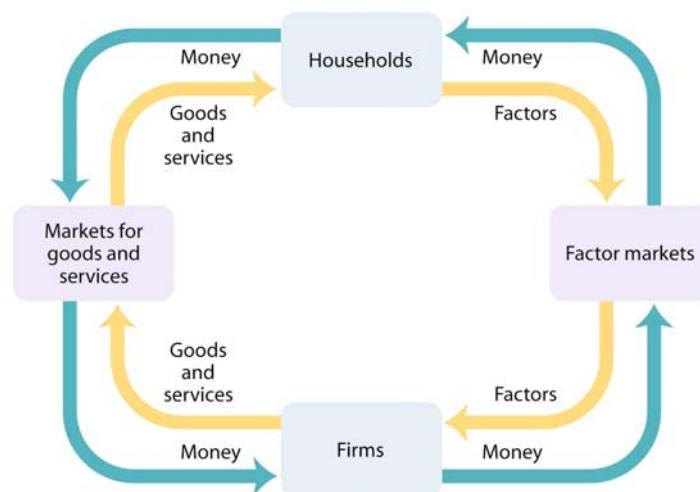 Money
Households
Money
Goods
and
services
Factors
Markets for
goods and
services
Factor markets
Goods
and
services
Factors
Money
Firms
Money